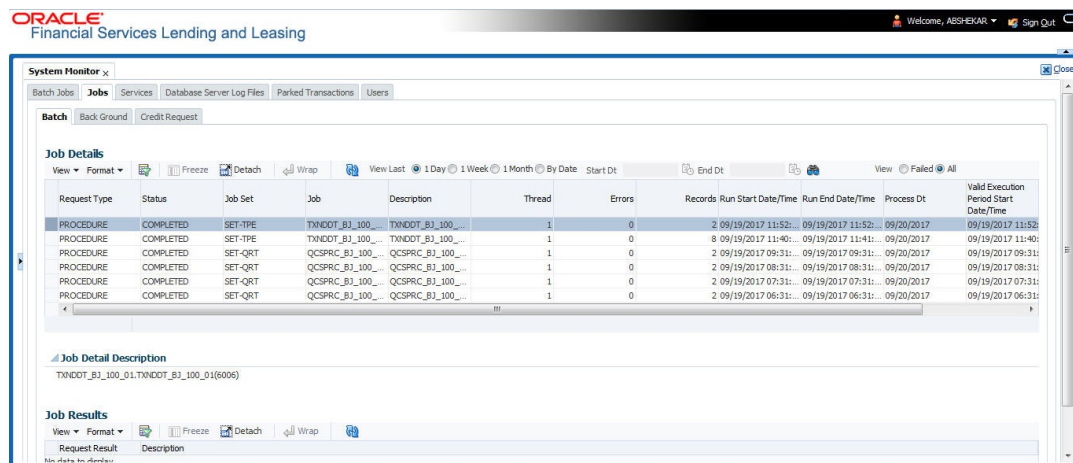 ORACLE®
Financial Services Lending and Leasing
Welcome, ABSHEKAR
Sign Out
System Monitor
Close
Batch Jobs Jobs Services Database Server Log Files Parked Transactions Users
Batch Back Ground Credit Request
Job Details
View Format Freeze Detach Wrap View Last 1 Day 1 Week 1 Month By Date Start Dt End Dt View Failed All
Request Type Status Job Set Job Description Thread Errors Records Run Start Date/Time Run End Date/Time Process Dt Valid Execution Period Start Date/Time
PROCEDURE COMPLETED SET-TPE TXNDDT_BJ_100_... TXNDDT_BJ_100_... 1 0 2 09/19/2017 11:52:... 09/19/2017 11:52:... 09/20/2017 09/19/2017 11:52:
PROCEDURE COMPLETED SET-TPE TXNDDT_BJ_100_... TXNDDT_BJ_100_... 1 0 8 09/19/2017 11:40:... 09/19/2017 11:41:... 09/20/2017 09/19/2017 11:40:
PROCEDURE COMPLETED SET-QRT QCSPRC_BJ_100_... QCSPRC_BJ_100_... 1 0 2 09/19/2017 09:31:... 09/19/2017 09:31:... 09/20/2017 09/19/2017 09:31:
PROCEDURE COMPLETED SET-QRT QCSPRC_BJ_100_... QCSPRC_BJ_100_... 1 0 2 09/19/2017 08:31:... 09/19/2017 08:31:... 09/20/2017 09/19/2017 08:31:
PROCEDURE COMPLETED SET-QRT QCSPRC_BJ_100_... QCSPRC_BJ_100_... 1 0 2 09/19/2017 07:31:... 09/19/2017 07:31:... 09/20/2017 09/19/2017 07:31:
PROCEDURE COMPLETED SET-QRT QCSPRC_BJ_100_... QCSPRC_BJ_100_... 1 0 2 09/19/2017 06:31:... 09/19/2017 06:31:... 09/20/2017 09/19/2017 06:31:
Job Detail Description
TXNDDT_BJ_100_01.TXNDDT_BJ_100_01(6006)
Job Results
View Format Freeze Detach Wrap
Request Result Description
No data to display